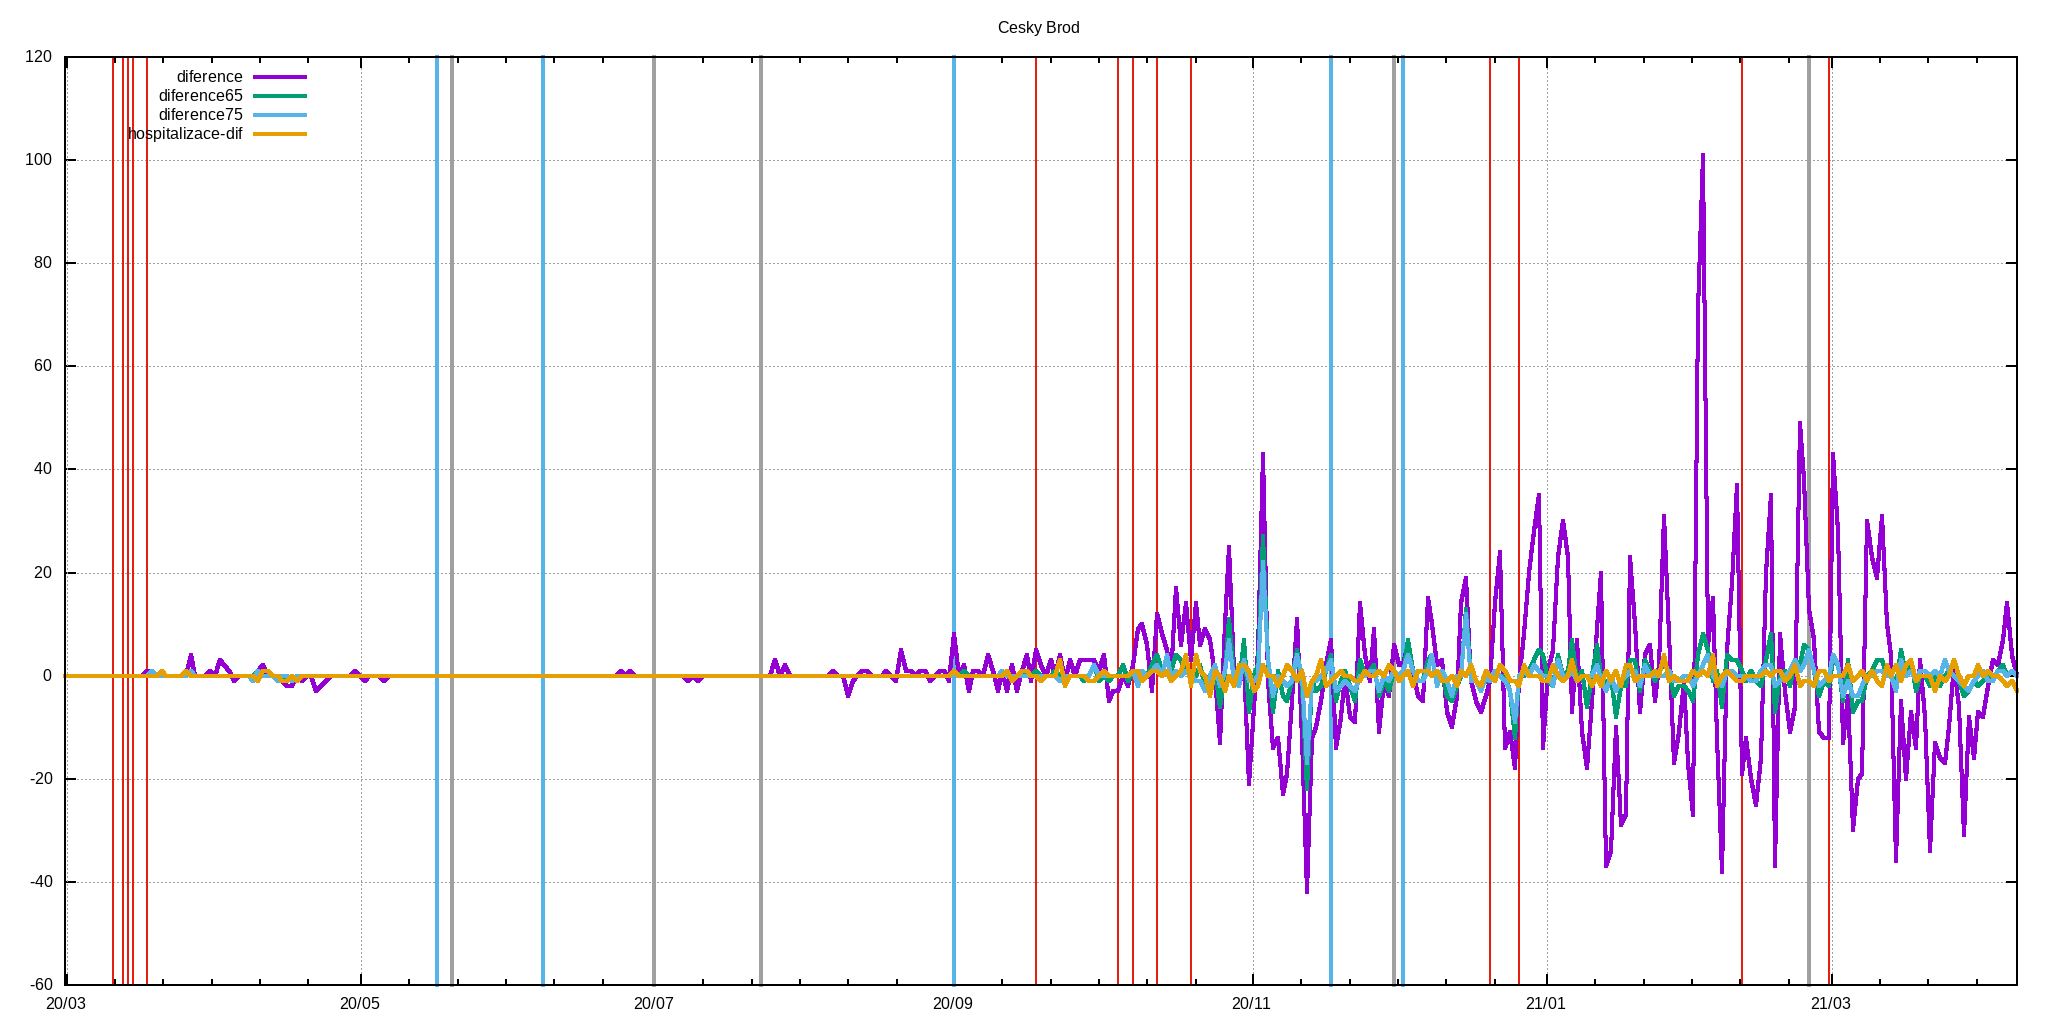 Cesky Brod
120
diference
diference65
diference75
hospitalizace-dif
100
80
60
40
20
0
-20
-40
-60
20/03 20/05 20/07 20/09 20/11 21/01 21/03